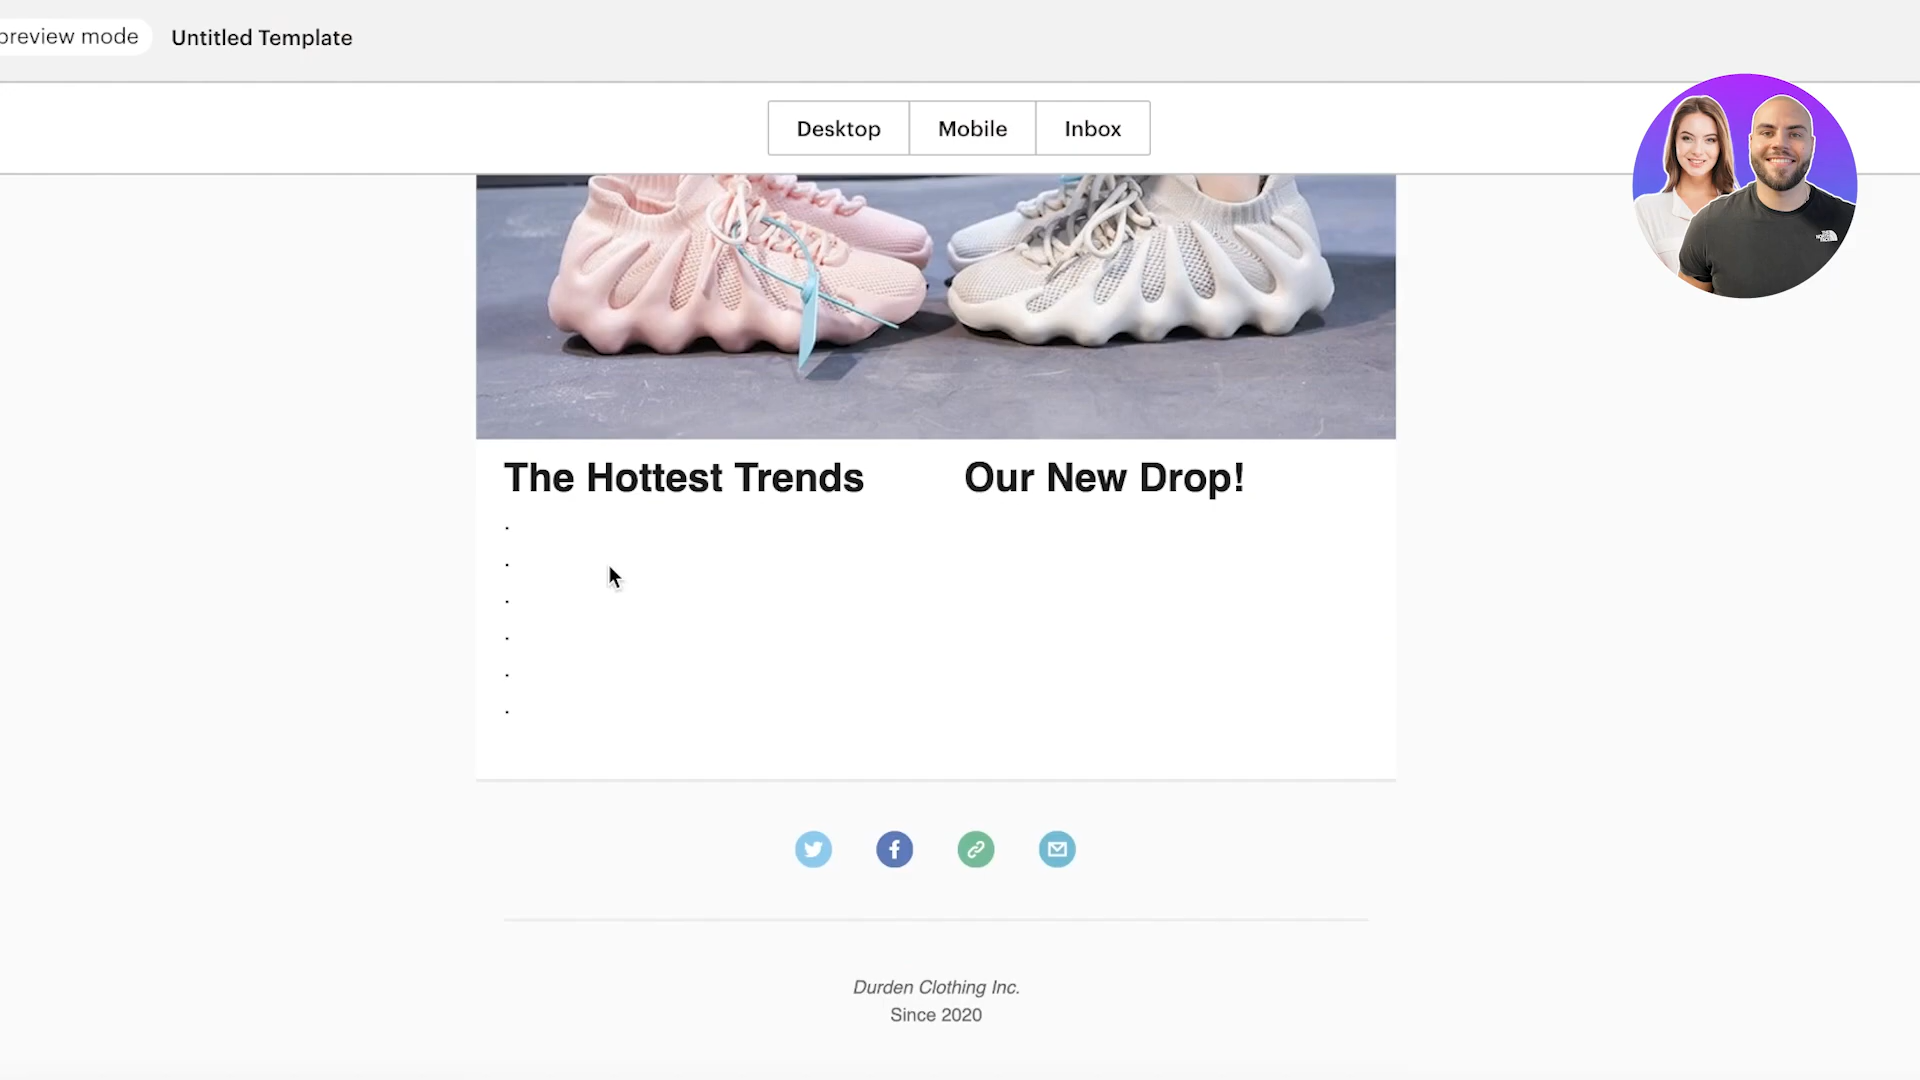 preview mode
Untitled Template
Desktop
Mobile
Inbox
The Hottest Trends
Our New Drop!
.
.
.
.
.
.
Durden Clothing Inc.
Since 2020